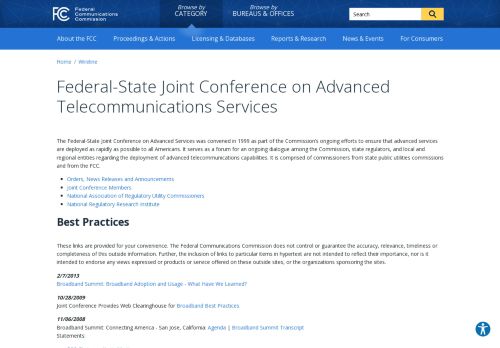 FCC Federal Communications Commission
Browse by CATEGORY
Browse by BUREAUS & OFFICES
Search
About the FCC Proceedings & Actions Licensing & Databases Reports & Research News & Events For Consumers
Home / Wireline
Federal-State Joint Conference on Advanced
Telecommunications Services
The Federal-State Joint Conference on Advanced Services was convened in 1999 as part of the Commission's ongoing efforts to ensure that advanced services
are deployed as rapidly as possible to all Americans. It serves as a forum for an ongoing dialogue among the Commission, state regulators, and local and
regional entities regarding the deployment of advanced telecommunications capabilities. It is comprised of commissioners from state public utilities commissions
and from the FCC.
Orders, News Releases and Announcements
Joint Conference Members
National Association of Regulatory Utility Commissioners
National Regulatory Research Institute
Best Practices
These links are provided for your convenience. The Federal Communications Commission does not control or guarantee the accuracy, relevance, timeliness or
completeness of this outside information. Further, the inclusion of links to particular items in hypertext are not intended to reflect their importance, nor is it
intended to endorse any views expressed or products or service offered on these outside sites, or the organizations sponsoring the sites.
2/7/2013
Broadband Summit: Broadband Adoption and Usage - What Have We Learned?
10/28/2009
Joint Conference Provides Web Clearinghouse for Broadband Best Practices
11/06/2008
Broadband Summit: Connecting America - San Jose, California: Agenda | Broadband Summit Transcript
Statements: